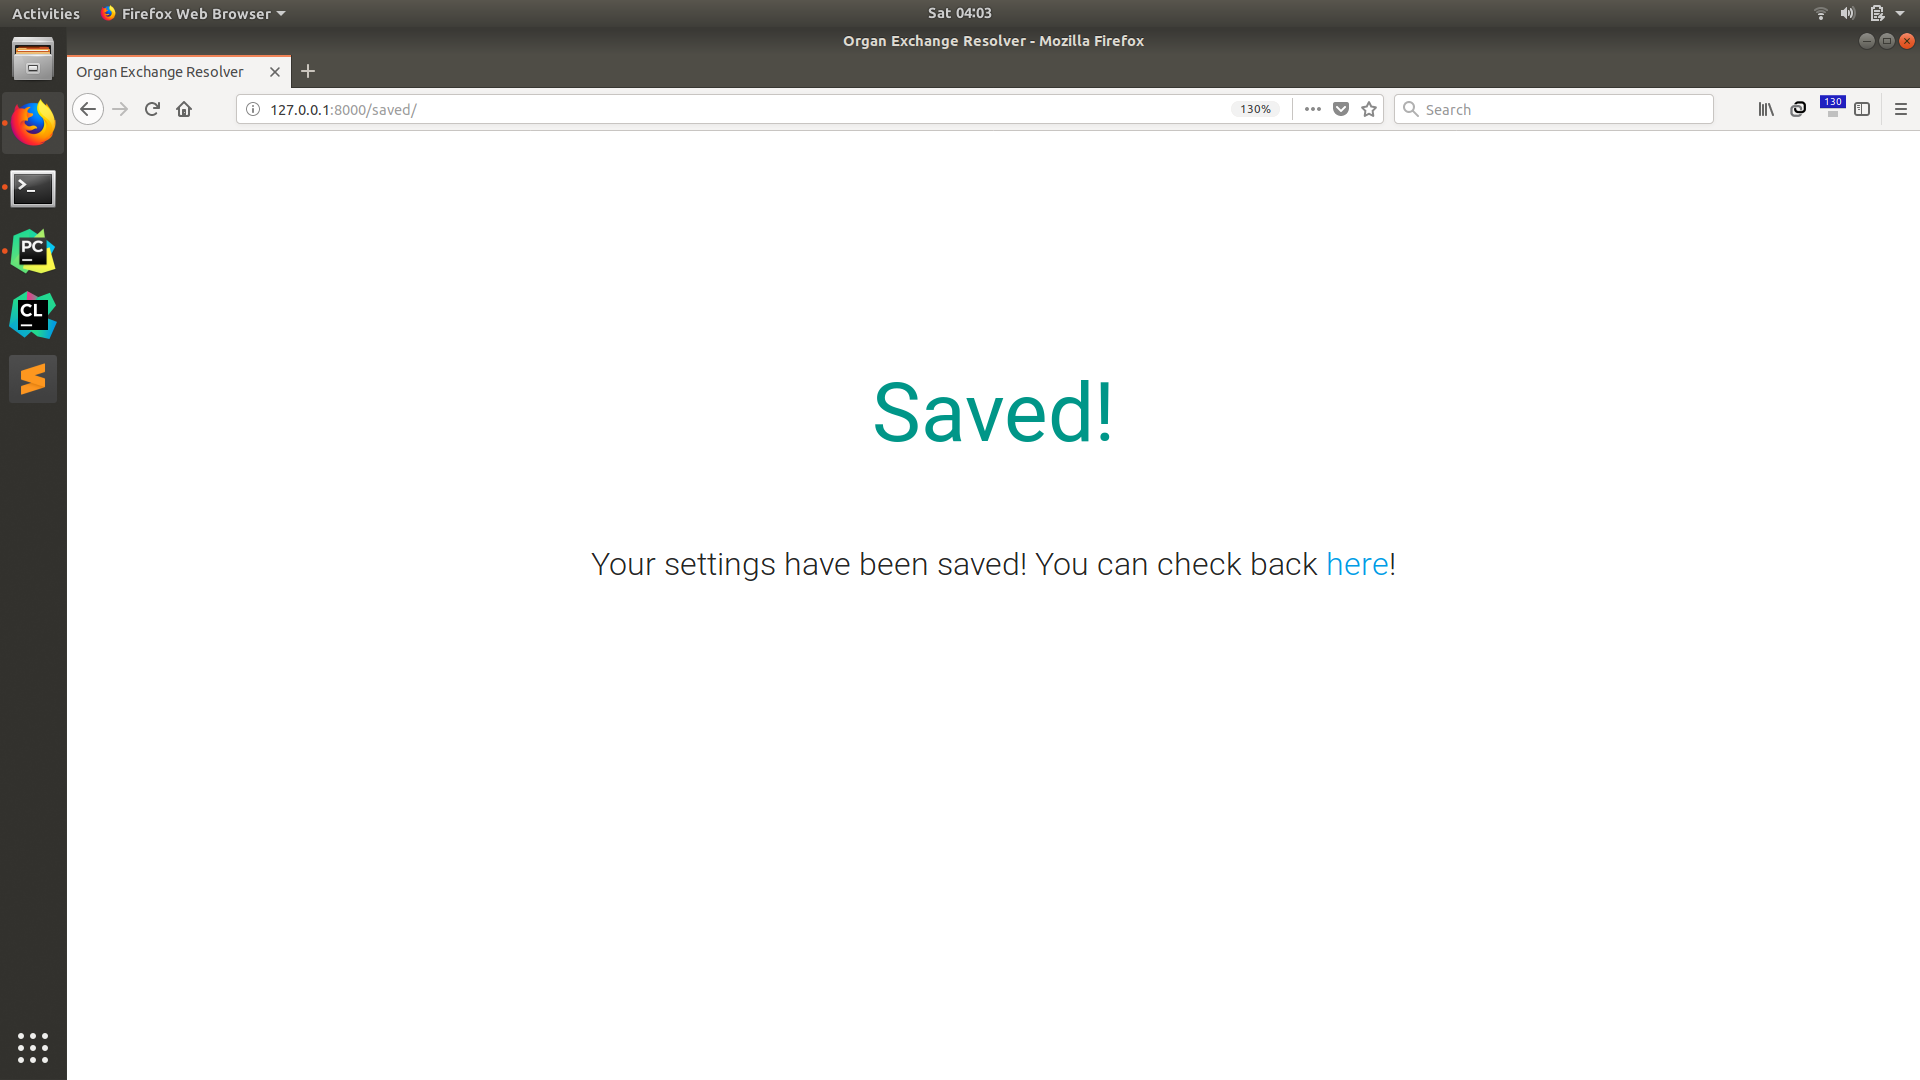 Activities
Firefox Web Browser
Sat 04:03
Organ Exchange Resolver - Mozilla Firefox
Organ Exchange Resolver
127.0.0.1:8000/saved/
130%
Search
130
>_
PC
CL
Saved!
Your settings have been saved! You can check back here!